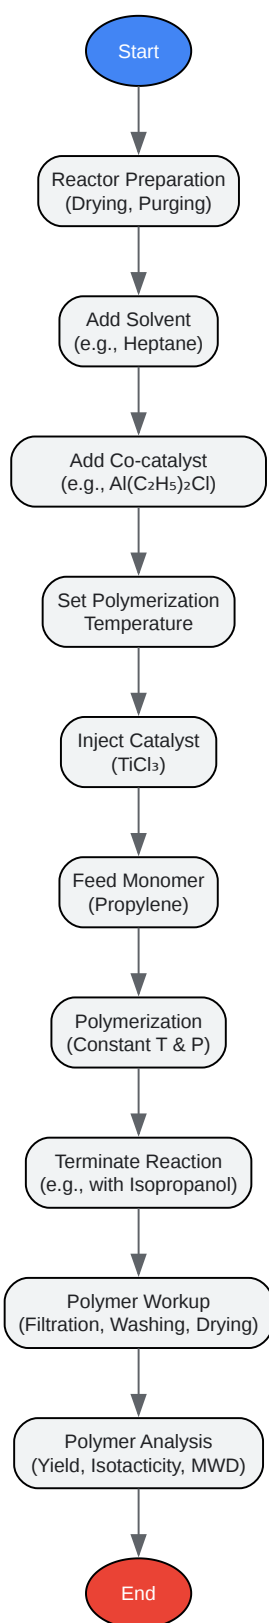 Start
Reactor Preparation
(Drying, Purging)
Add Solvent
(e.g., Heptane)
Add Co-catalyst
(e.g., Al(C₂H₅)₂Cl)
Set Polymerization
Temperature
Inject Catalyst
(TiCl₃)
Feed Monomer
(Propylene)
Polymerization
(Constant T & P)
Terminate Reaction
(e.g., with Isopropanol)
Polymer Workup
(Filtration, Washing, Drying)
Polymer Analysis
(Yield, Isotacticity, MWD)
End